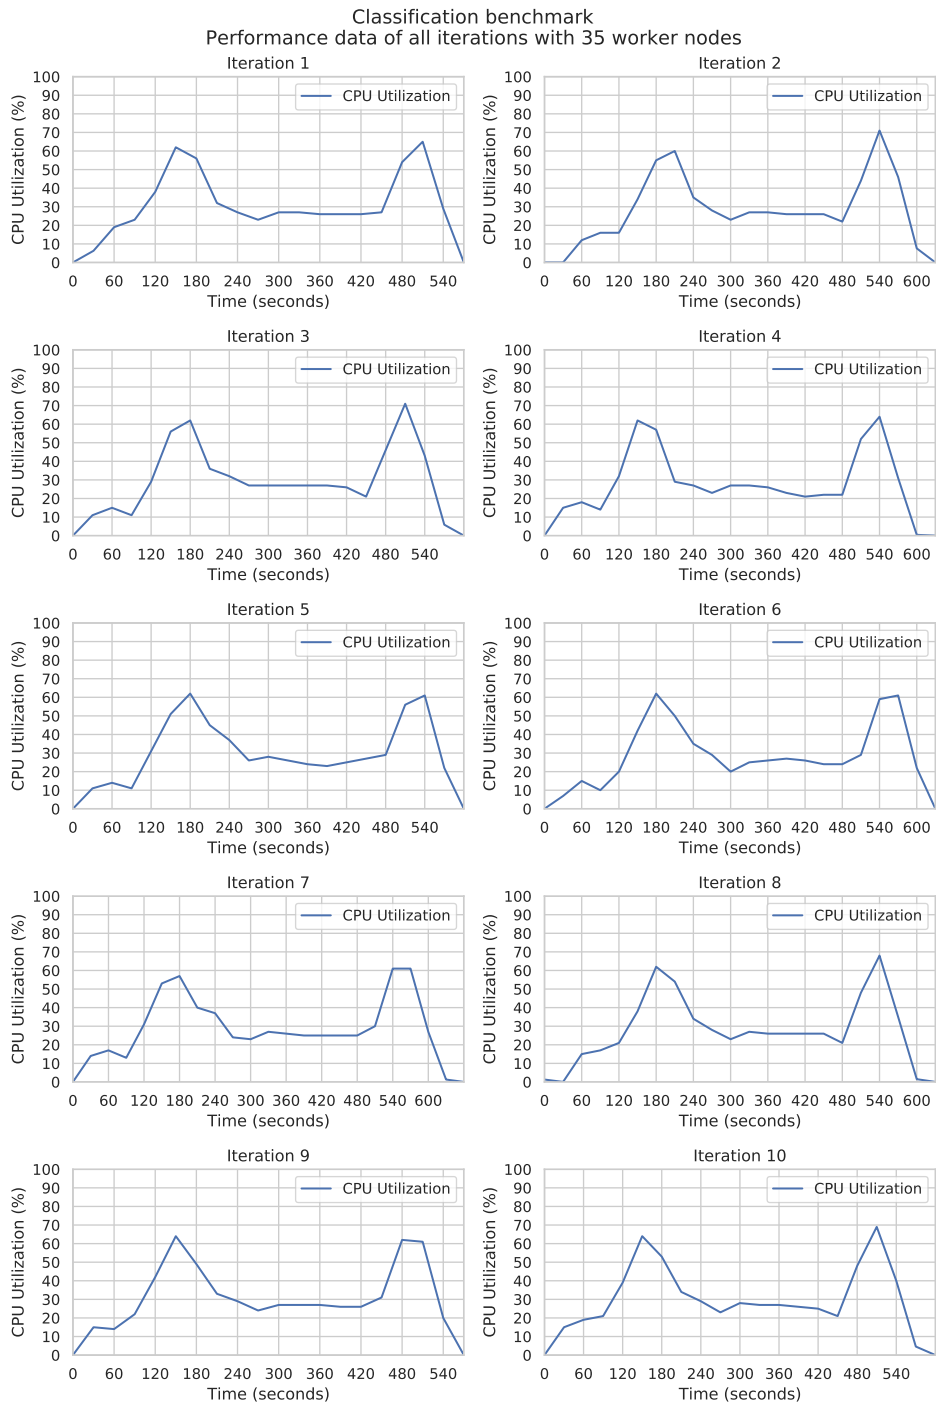 Classification benchmark
Performance data of all iterations with 35 worker nodes
Iteration 1
CPU Utilization (%)
100
90
80
70
60
50
40
30
20
10
0
CPU Utilization
0 60 120 180 240 300 360 420 480 540
Time (seconds)
Iteration 2
CPU Utilization (%)
100
90
80
70
60
50
40
30
20
10
0
CPU Utilization
0 60 120 180 240 300 360 420 480 540 600
Time (seconds)
Iteration 3
CPU Utilization (%)
100
90
80
70
60
50
40
30
20
10
0
CPU Utilization
0 60 120 180 240 300 360 420 480 540
Time (seconds)
Iteration 4
CPU Utilization (%)
100
90
80
70
60
50
40
30
20
10
0
CPU Utilization
0 60 120 180 240 300 360 420 480 540 600
Time (seconds)
Iteration 5
CPU Utilization (%)
100
90
80
70
60
50
40
30
20
10
0
CPU Utilization
0 60 120 180 240 300 360 420 480 540
Time (seconds)
Iteration 6
CPU Utilization (%)
100
90
80
70
60
50
40
30
20
10
0
CPU Utilization
0 60 120 180 240 300 360 420 480 540 600
Time (seconds)
Iteration 7
CPU Utilization (%)
100
90
80
70
60
50
40
30
20
10
0
CPU Utilization
0 60 120 180 240 300 360 420 480 540 600
Time (seconds)
Iteration 8
CPU Utilization (%)
100
90
80
70
60
50
40
30
20
10
0
CPU Utilization
0 60 120 180 240 300 360 420 480 540 600
Time (seconds)
Iteration 9
CPU Utilization (%)
100
90
80
70
60
50
40
30
20
10
0
CPU Utilization
0 60 120 180 240 300 360 420 480 540
Time (seconds)
Iteration 10
CPU Utilization (%)
100
90
80
70
60
50
40
30
20
10
0
CPU Utilization
0 60 120 180 240 300 360 420 480 540
Time (seconds)